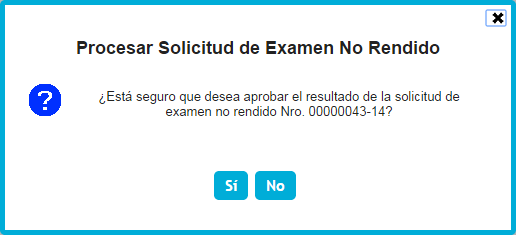 Procesar Solicitud de Examen No Rendido
¿Está seguro que desea aprobar el resultado de la solicitud de
examen no rendido Nro. 00000043-14?
Sí No